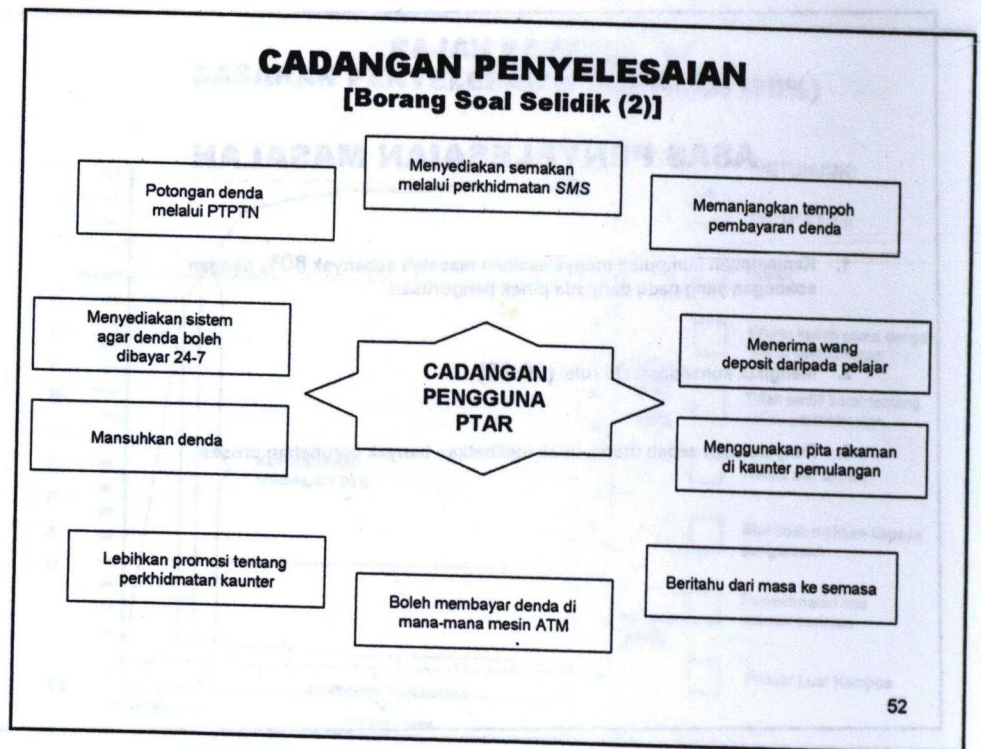 CADANGAN PENYELESAIAN
[Borang Soal Selidik (2)]
Potongan denda
melalui PTPTN
Menyediakan semakan
melalui perkhidmatan SMS
Memanjangkan tempoh
pembayaran denda
Menyediakan sistem
agar denda boleh
dibayar 24-7
CADANGAN
PENGGUNA
PTAR
Menerima wang
deposit daripada pelajar
Mansuhkan denda
Menggunakan pita rakaman
di kaunter pemulangan
Lebihkan promosi tentang
perkhidmatan kaunter
Boleh membayar denda di
mana-mana mesin ATM
Beritahu dari masa ke semasa
52